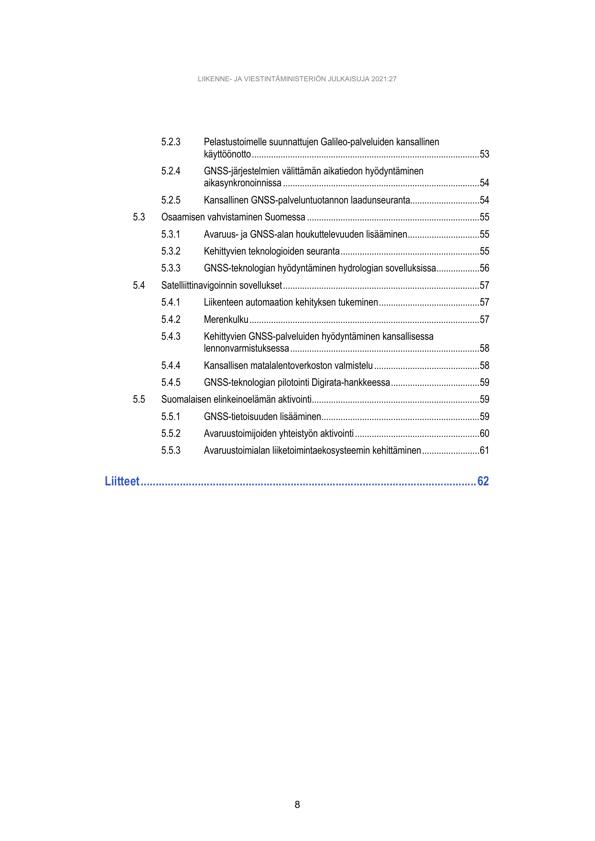 LIIKENNE- JA VIESTINTÄMINISTERIÖN JULKAISUJA 2021:27
5.2.3 Pelastustoimelle suunnattujen Galileo-palveluiden kansallinen
käyttöönotto................................................................................53
5.2.4 GNSS-järjestelmien välittämän aikatiedon hyödyntäminen
aikasynkronoinnissa.....................................................................54
5.2.5 Kansallinen GNSS-palveluntuotannon laadunseuranta........................54
5.3 Osaamisen vahvistaminen Suomessa............................................................55
5.3.1 Avaruus- ja GNSS-alan houkuttelevuuden lisääminen.........................55
5.3.2 Kehittyvien teknologioiden seuranta.................................................55
5.3.3 GNSS-teknologian hyödyntäminen hydrologian sovelluksissa..................56
5.4 Satelliittinavigoinnin sovellukset.....................................................................57
5.4.1 Liikenteen automaation kehityksen tukeminen...................................57
5.4.2 Merenkulku................................................................................57
5.4.3 Kehittyvien GNSS-palveluiden hyödyntäminen kansallisessa
lennonvarmistuksessa..................................................................58
5.4.4 Kansallisen matalalentoverkoston valmistelu.....................................58
5.4.5 GNSS-teknologian pilotointi Digirata-hankkeessa...............................59
5.5 Suomalaisen elinkeinoelämän aktivointi..........................................................59
5.5.1 GNSS-tietoisuuden lisääminen.......................................................59
5.5.2 Avaruustoimijoiden yhteistyön aktivointi............................................60
5.5.3 Avaruustoimialan liiketoimintaekosysteemin kehittäminen........................61
Liitteet................................................................................................................62
8